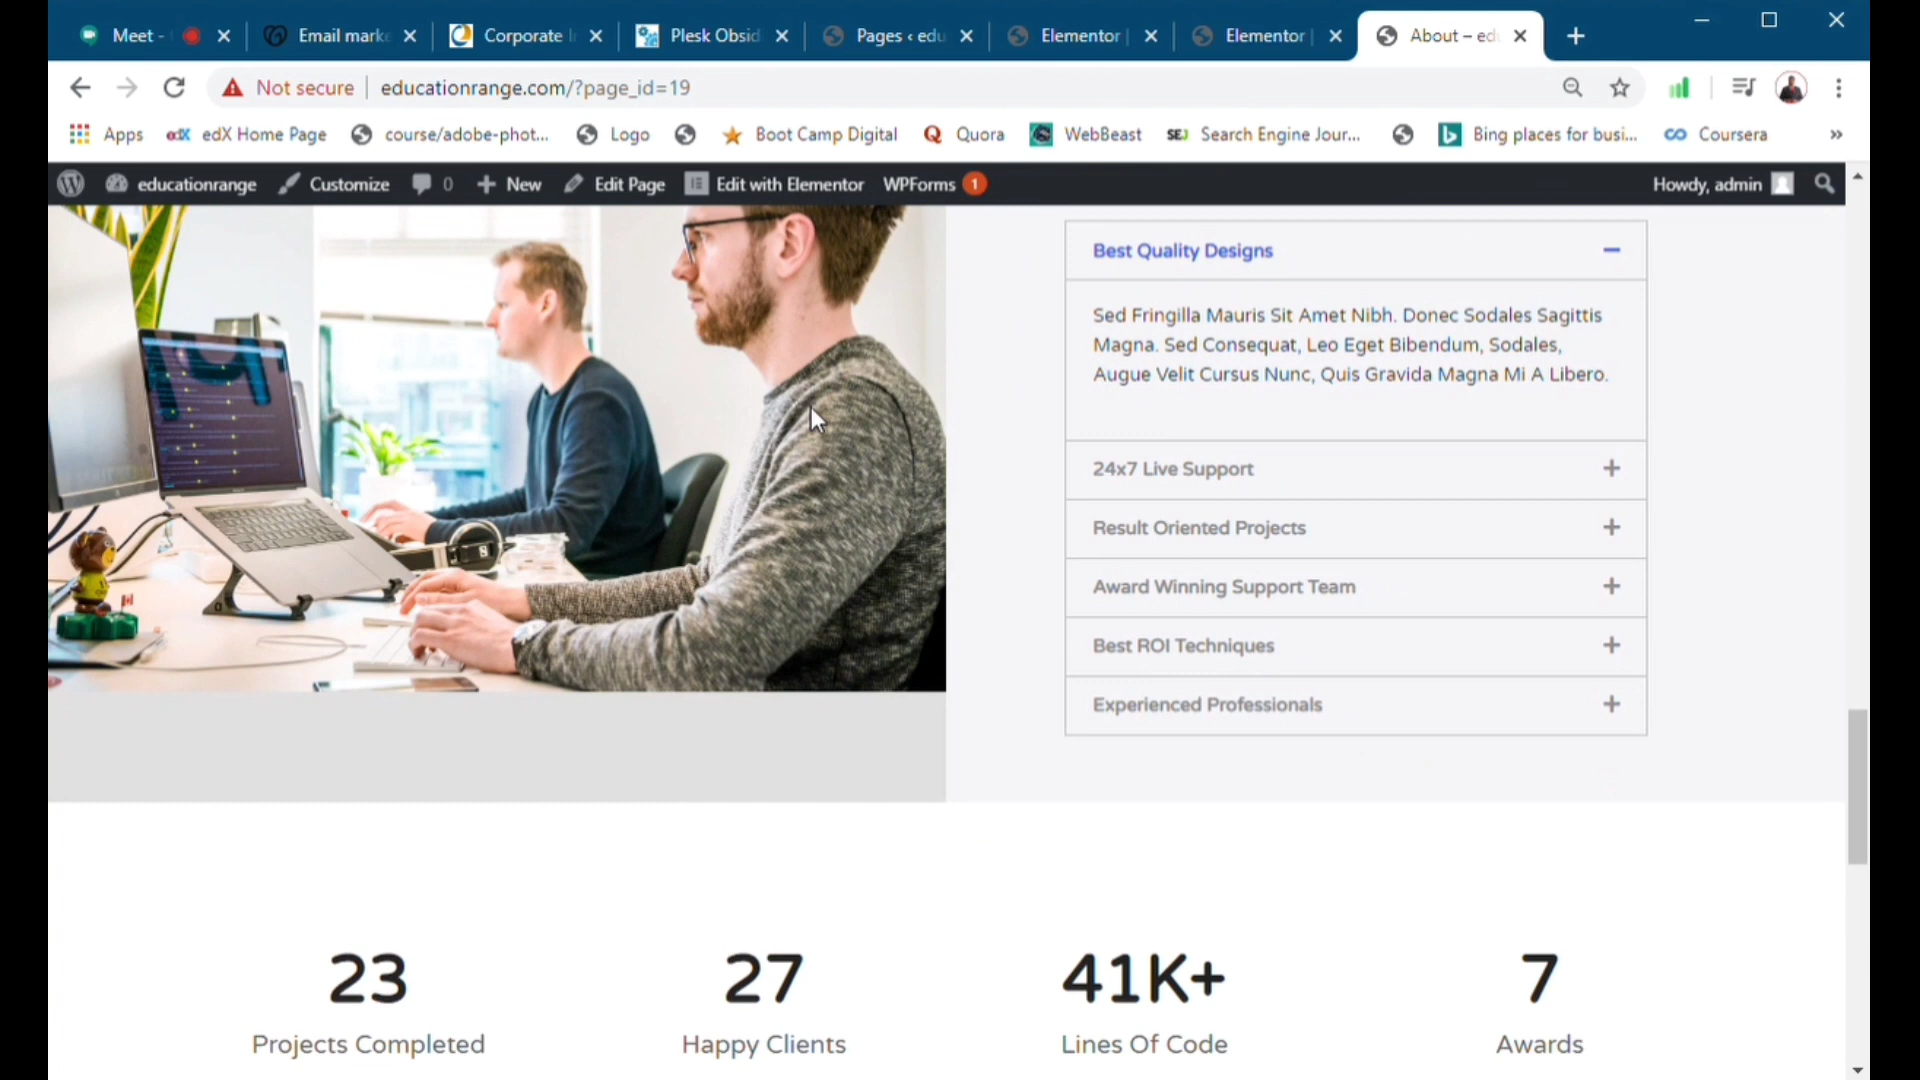 Meet -
Email mark
Corporate I
Plesk Obsid
Pages ‹ edu
Elementor |
Elementor |
About – edu
Not secure
educationrange.com/?page_id=19
Apps
edX
edX Home Page
course/adobe-phot...
Logo
Boot Camp Digital
Quora
WebBeast
SEJ
Search Engine Jour...
Bing places for busi...
Coursera
»
educationrange
Customize
0
New
Edit Page
Edit with Elementor
WPForms
1
Howdy, admin
Best Quality Designs
Sed Fringilla Mauris Sit Amet Nibh. Donec Sodales Sagittis
Magna. Sed Consequat, Leo Eget Bibendum, Sodales,
Augue Velit Cursus Nunc, Quis Gravida Magna Mi A Libero.
24x7 Live Support
Result Oriented Projects
Award Winning Support Team
Best ROI Techniques
Experienced Professionals
23
27
41K+
7
Projects Completed
Happy Clients
Lines Of Code
Awards